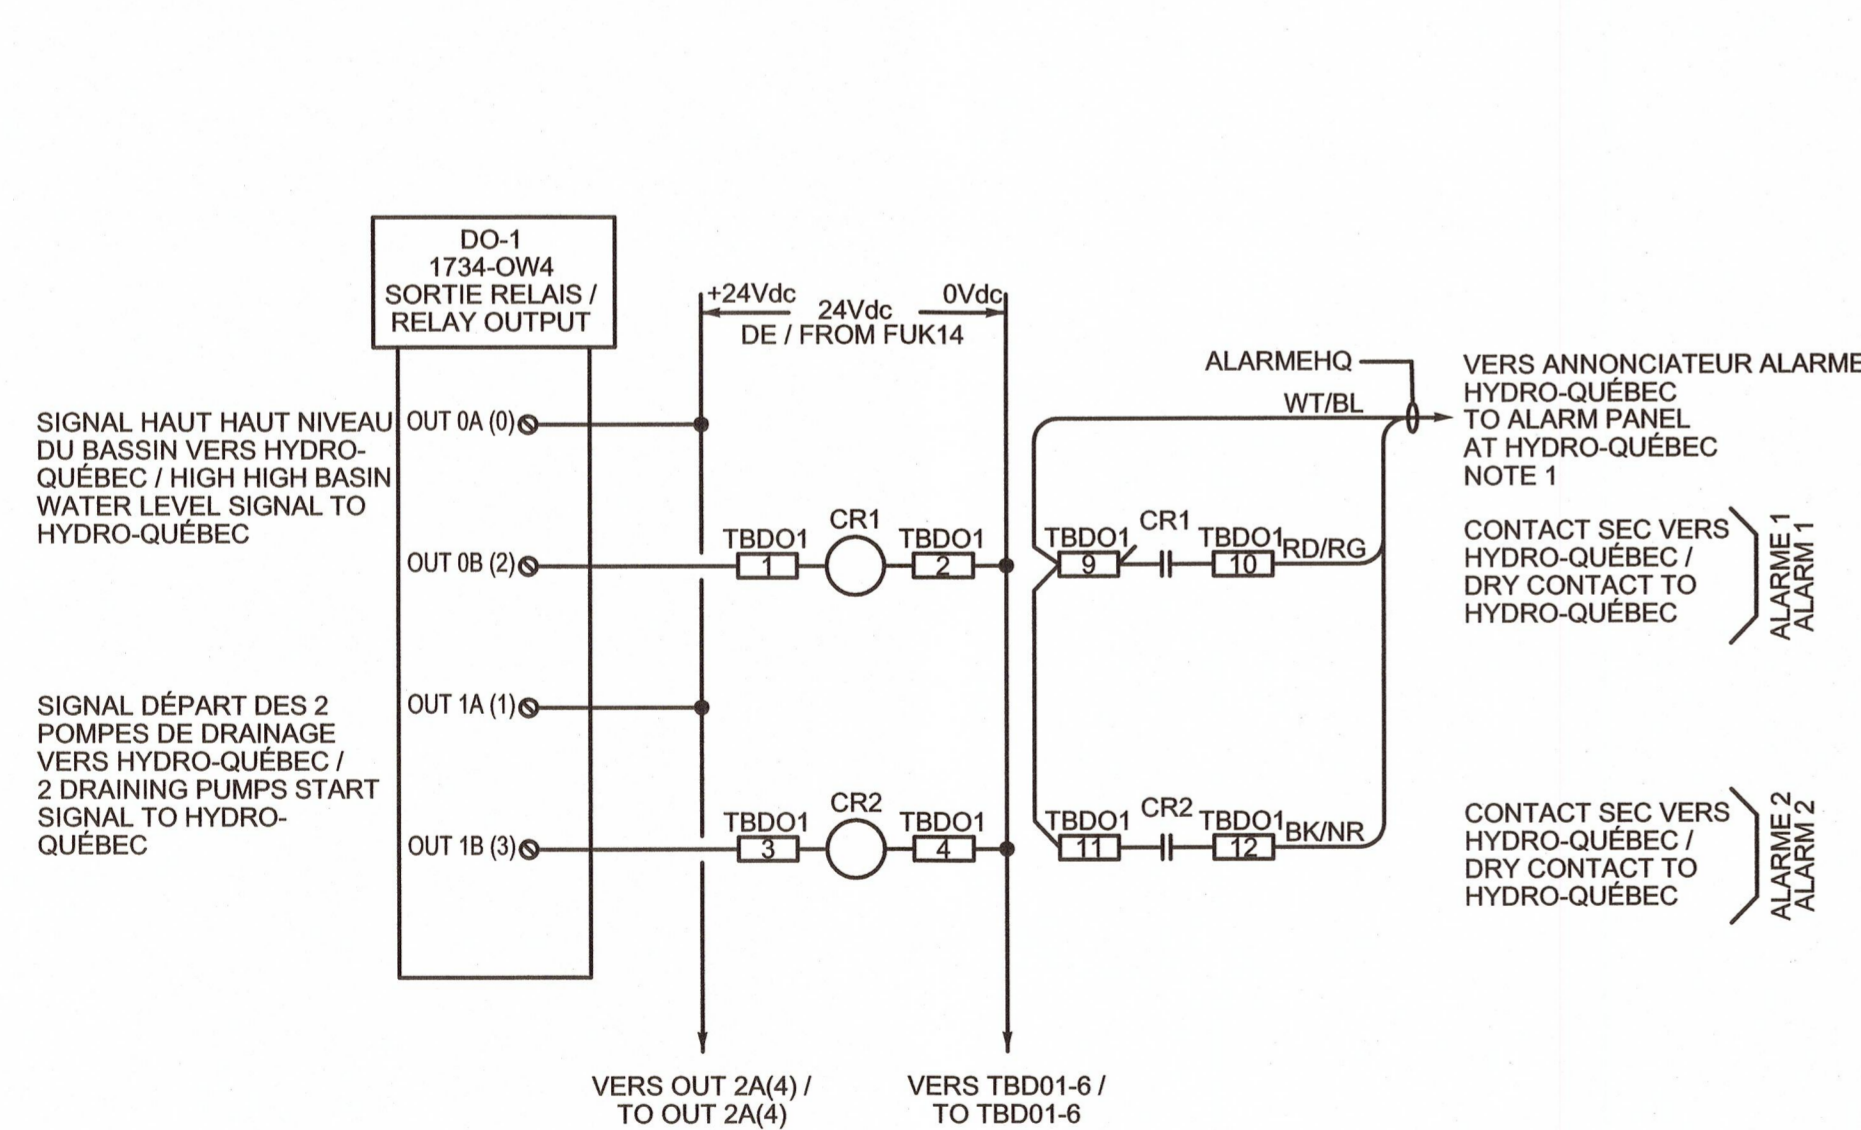 DO-1
1734-OW4
SORTIE RELAIS /
RELAY OUTPUT
+24Vdc
0Vdc
24Vdc
DE / FROM FUK14
SIGNAL HAUT HAUT NIVEAU
DU BASSIN VERS HYDRO-
QUÉBEC / HIGH HIGH BASIN
WATER LEVEL SIGNAL TO
HYDRO-QUÉBEC
OUT 0A (0)
OUT 0B (2)
TBDO1
1
CR1
TBDO1
2
SIGNAL DÉPART DES 2
POMPES DE DRAINAGE
VERS HYDRO-QUÉBEC /
2 DRAINING PUMPS START
SIGNAL TO HYDRO-
QUÉBEC
OUT 1A (1)
OUT 1B (3)
TBDO1
3
CR2
TBDO1
4
ALARMEHQ
WT/BL
VERS ANNONCIATEUR ALARME
HYDRO-QUÉBEC
TO ALARM PANEL
AT HYDRO-QUÉBEC
NOTE 1
TBDO1
9
CR1
TBDO1
10
RD/RG
CONTACT SEC VERS
HYDRO-QUÉBEC /
DRY CONTACT TO
HYDRO-QUÉBEC
ALARME 1
ALARM 1
TBDO1
11
CR2
TBDO1
12
BK/NR
CONTACT SEC VERS
HYDRO-QUÉBEC /
DRY CONTACT TO
HYDRO-QUÉBEC
ALARME 2
ALARM 2
VERS OUT 2A(4) /
TO OUT 2A(4)
VERS TBD01-6 /
TO TBD01-6